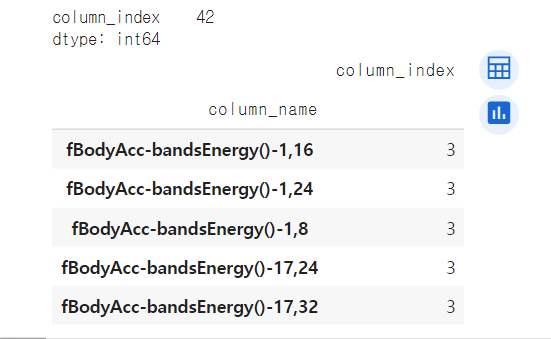 column_index    42
dtype: int64
column_index
column_name
fBodyAcc-bandsEnergy()-1,16 3
fBodyAcc-bandsEnergy()-1,24 3
fBodyAcc-bandsEnergy()-1,8 3
fBodyAcc-bandsEnergy()-17,24 3
fBodyAcc-bandsEnergy()-17,32 3